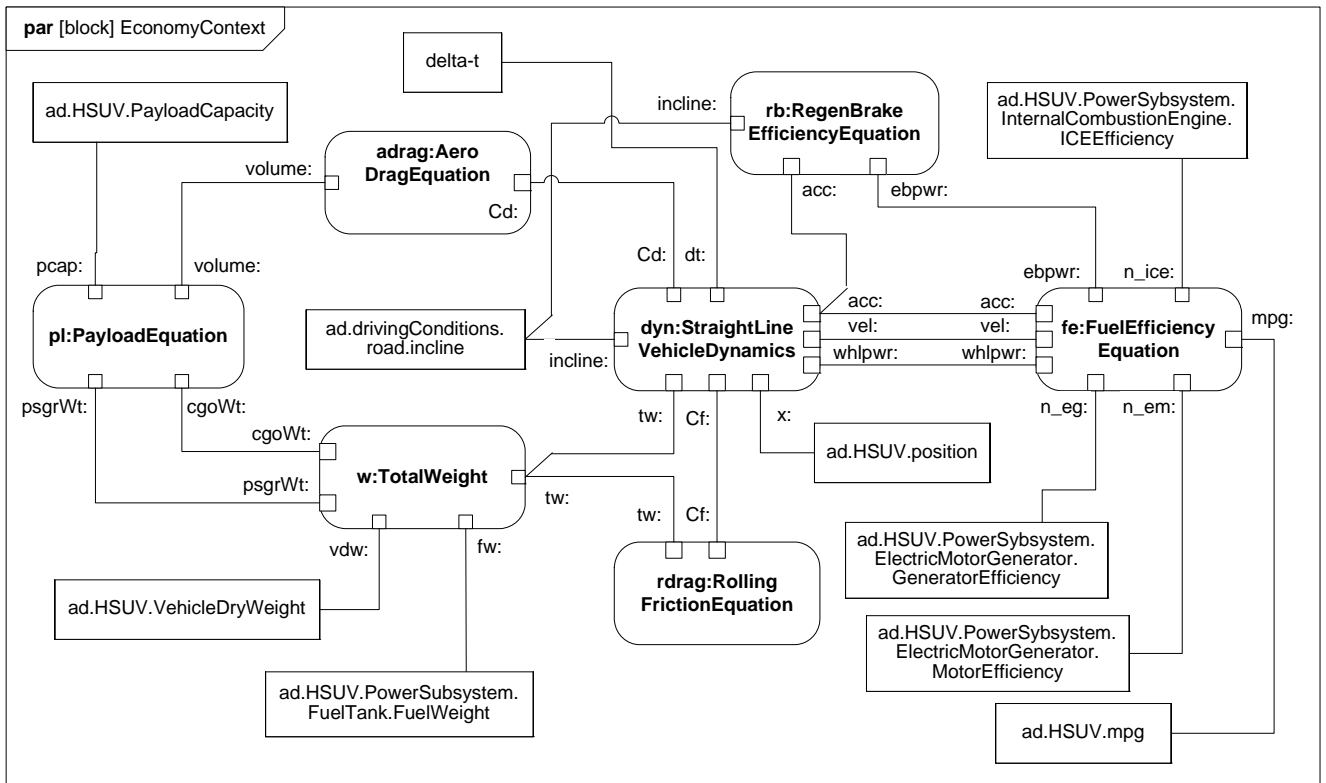 par [block] EconomyContext
delta-t
ad.HSUV.PayloadCapacity
incline:
rb:RegenBrake
EfficiencyEquation
ad.HSUV.PowerSybsystem.
InternalCombustionEngine.
ICEEfficiency
volume:
adrag:Aero
DragEquation
Cd:
acc:
ebpwr:
pcap:
volume:
Cd:
dt:
ebpwr:
n_ice:
pl:PayloadEquation
ad.drivingConditions.
road.incline
incline:
dyn:StraightLine
VehicleDynamics
acc:
vel:
whlpwr:
acc:
vel:
whlpwr:
fe:FuelEfficiency
Equation
mpg:
psgrWt:
cgoWt:
tw:
Cf:
x:
n_eg:
n_em:
cgoWt:
psgrWt:
w:TotalWeight
tw:
ad.HSUV.position
vdw:
fw:
tw:
Cf:
rdrag:Rolling
FrictionEquation
ad.HSUV.PowerSybsystem.
ElectricMotorGenerator.
GeneratorEfficiency
ad.HSUV.VehicleDryWeight
ad.HSUV.PowerSybsystem.
ElectricMotorGenerator.
MotorEfficiency
ad.HSUV.PowerSubsystem.
FuelTank.FuelWeight
ad.HSUV.mpg